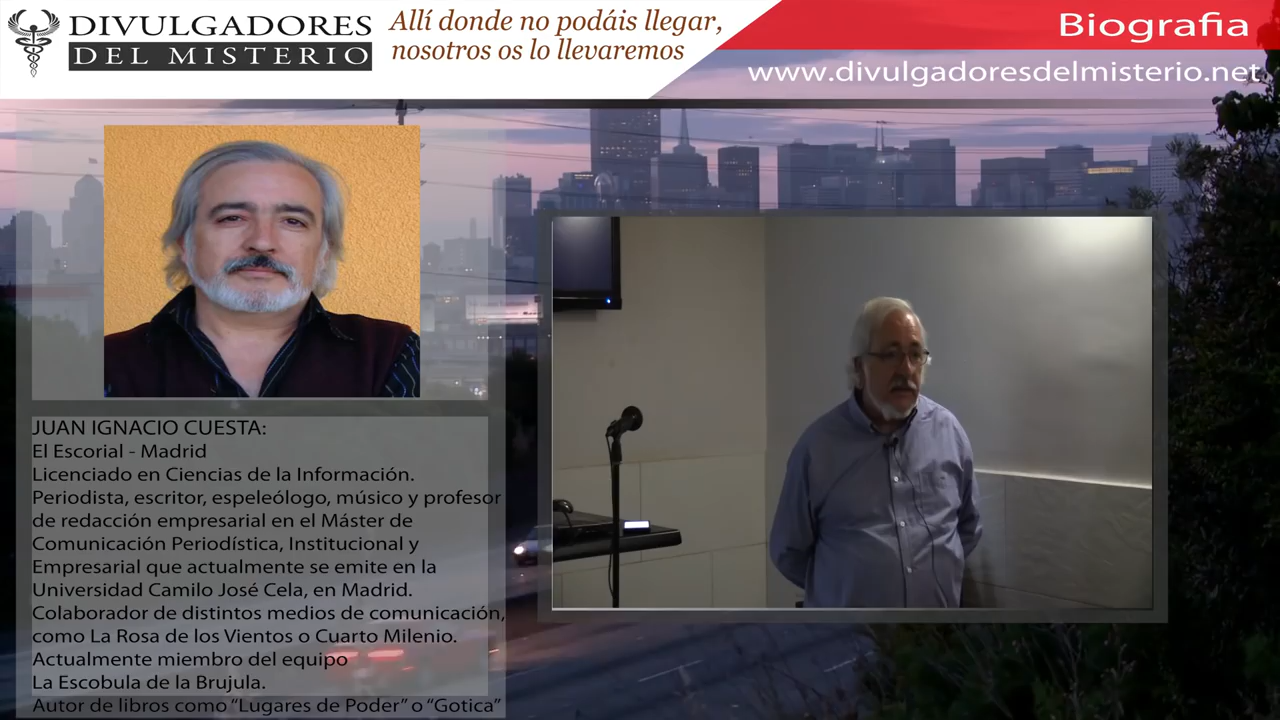 DIVULGADORES
DEL MISTERIO
Allí donde no podáis llegar,
nosotros os lo llevaremos
Biografia
www.divulgadoresdelmisterio.net
JUAN IGNACIO CUESTA:
El Escorial - Madrid
Licenciado en Ciencias de la Información.
Periodista, escritor, espeleólogo, músico y profesor
de redacción empresarial en el Máster de
Comunicación Periodística, Institucional y
Empresarial que actualmente se emite en la
Universidad Camilo José Cela, en Madrid.
Colaborador de distintos medios de comunicación,
como La Rosa de los Vientos o Cuarto Milenio.
Actualmente miembro del equipo
La Escobula de la Brujula.
Autor de libros como “Lugares de Poder” o “Gotica”